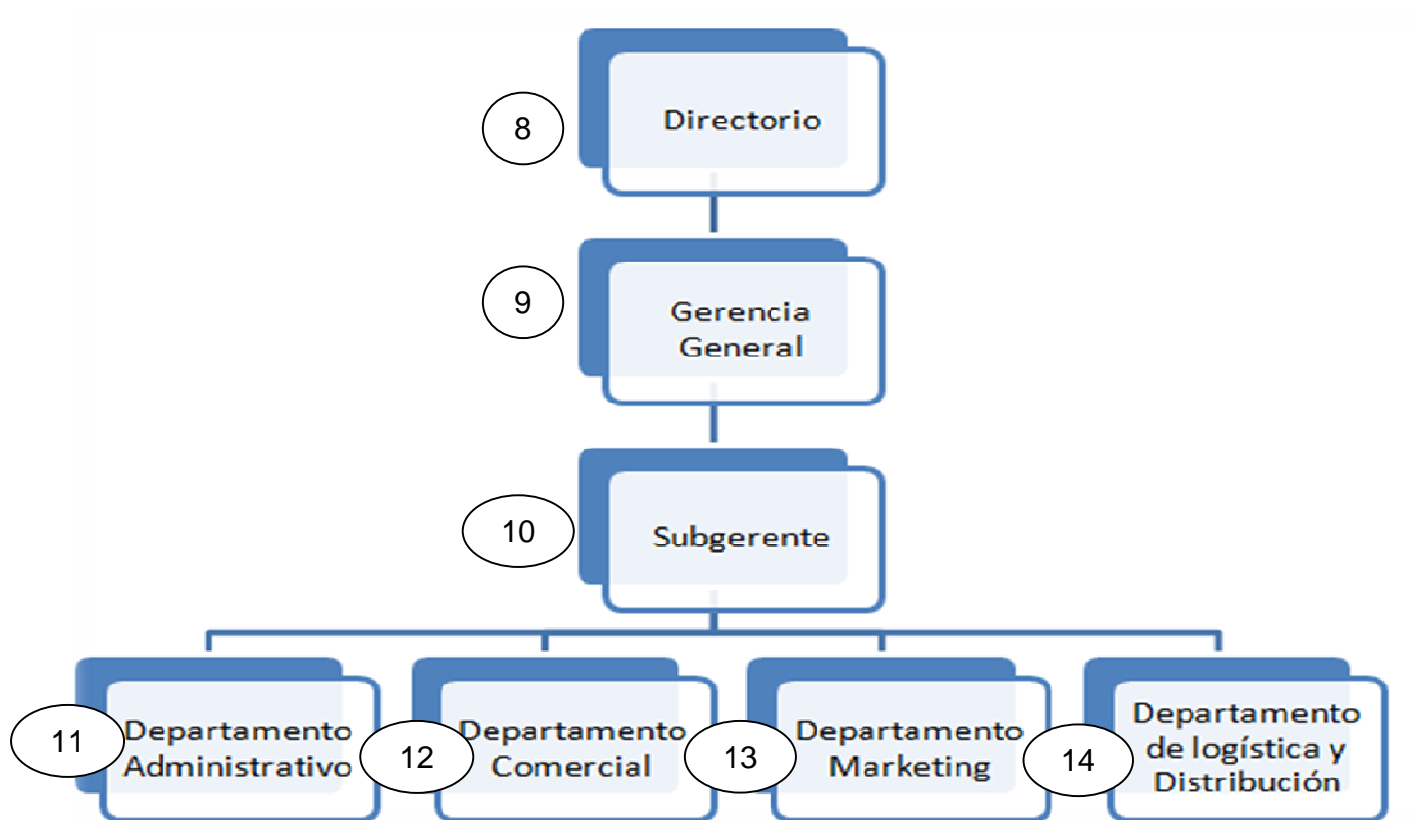 8
Directorio
9
Gerencia
General
10
Subgerente
11
Departamento
Administrativo
12
Departamento
Comercial
13
Departamento
Marketing
14
Departamento
de logística y
Distribución